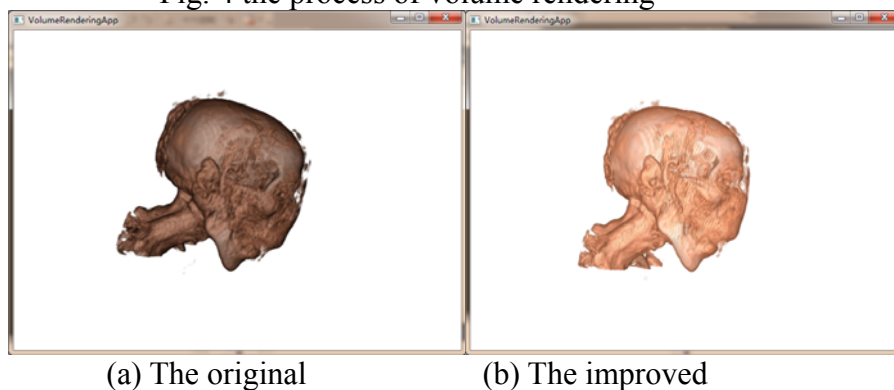 Fig. 4 the process of volume rendering
VolumeRenderingApp
VolumeRenderingApp
(a) The original
(b) The improved